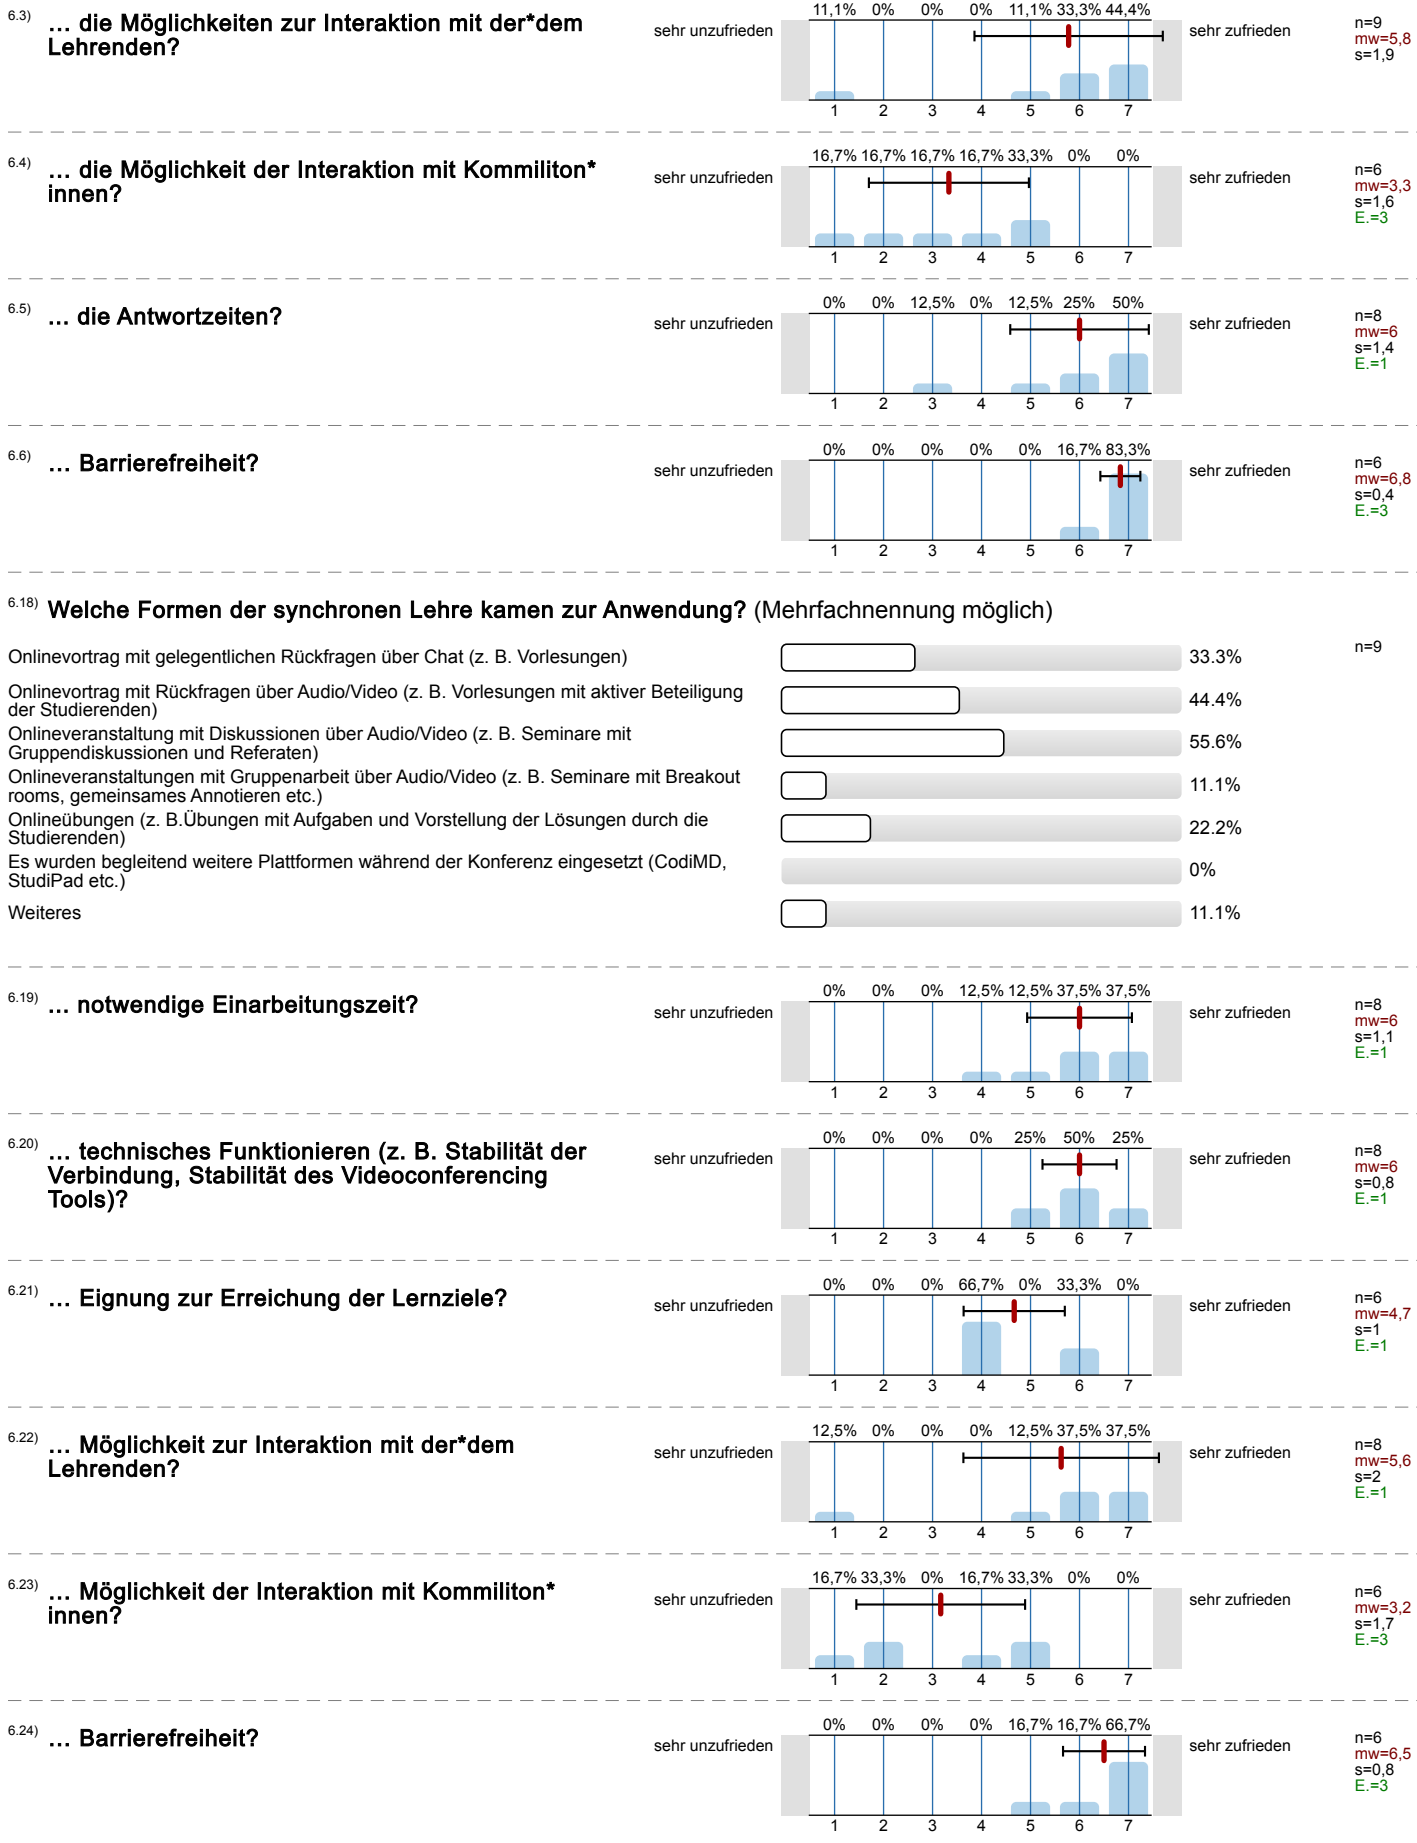 6.3) ... die Möglichkeiten zur Interaktion mit der*dem
Lehrenden?
sehr unzufrieden
11,1% 0% 0% 0% 11,1% 33,3% 44,4%
1 2 3 4 5 6 7
sehr zufrieden
n=9
mw=5,8
s=1,9
6.4) ... die Möglichkeit der Interaktion mit Kommiliton*
innen?
sehr unzufrieden
16,7% 16,7% 16,7% 16,7% 33,3% 0% 0%
1 2 3 4 5 6 7
sehr zufrieden
n=6
mw=3,3
s=1,6
E.=3
6.5) ... die Antwortzeiten?
sehr unzufrieden
0% 0% 12,5% 0% 12,5% 25% 50%
1 2 3 4 5 6 7
sehr zufrieden
n=8
mw=6
s=1,4
E.=1
6.6) ... Barrierefreiheit?
sehr unzufrieden
0% 0% 0% 0% 0% 16,7% 83,3%
1 2 3 4 5 6 7
sehr zufrieden
n=6
mw=6,8
s=0,4
E.=3
6.18) Welche Formen der synchronen Lehre kamen zur Anwendung? (Mehrfachnennung möglich)
n=9
Onlinevortrag mit gelegentlichen Rückfragen über Chat (z. B. Vorlesungen) 33.3%
Onlinevortrag mit Rückfragen über Audio/Video (z. B. Vorlesungen mit aktiver Beteiligung
der Studierenden) 44.4%
Onlineveranstaltung mit Diskussionen über Audio/Video (z. B. Seminare mit
Gruppendiskussionen und Referaten) 55.6%
Onlineveranstaltungen mit Gruppenarbeit über Audio/Video (z. B. Seminare mit Breakout
rooms, gemeinsames Annotieren etc.) 11.1%
Onlineübungen (z. B.Übungen mit Aufgaben und Vorstellung der Lösungen durch die
Studierenden) 22.2%
Es wurden begleitend weitere Plattformen während der Konferenz eingesetzt (CodiMD,
StudiPad etc.) 0%
Weiteres 11.1%
6.19) ... notwendige Einarbeitungszeit?
sehr unzufrieden
0% 0% 0% 12,5% 12,5% 37,5% 37,5%
1 2 3 4 5 6 7
sehr zufrieden
n=8
mw=6
s=1,1
E.=1
6.20) ... technisches Funktionieren (z. B. Stabilität der
Verbindung, Stabilität des Videoconferencing
Tools)?
sehr unzufrieden
0% 0% 0% 0% 25% 50% 25%
1 2 3 4 5 6 7
sehr zufrieden
n=8
mw=6
s=0,8
E.=1
6.21) ... Eignung zur Erreichung der Lernziele?
sehr unzufrieden
0% 0% 0% 66,7% 0% 33,3% 0%
1 2 3 4 5 6 7
sehr zufrieden
n=6
mw=4,7
s=1
E.=1
6.22) ... Möglichkeit zur Interaktion mit der*dem
Lehrenden?
sehr unzufrieden
12,5% 0% 0% 0% 12,5% 37,5% 37,5%
1 2 3 4 5 6 7
sehr zufrieden
n=8
mw=5,6
s=2
E.=1
6.23) ... Möglichkeit der Interaktion mit Kommiliton*
innen?
sehr unzufrieden
16,7% 33,3% 0% 16,7% 33,3% 0% 0%
1 2 3 4 5 6 7
sehr zufrieden
n=6
mw=3,2
s=1,7
E.=3
6.24) ... Barrierefreiheit?
sehr unzufrieden
0% 0% 0% 0% 16,7% 16,7% 66,7%
1 2 3 4 5 6 7
sehr zufrieden
n=6
mw=6,5
s=0,8
E.=3